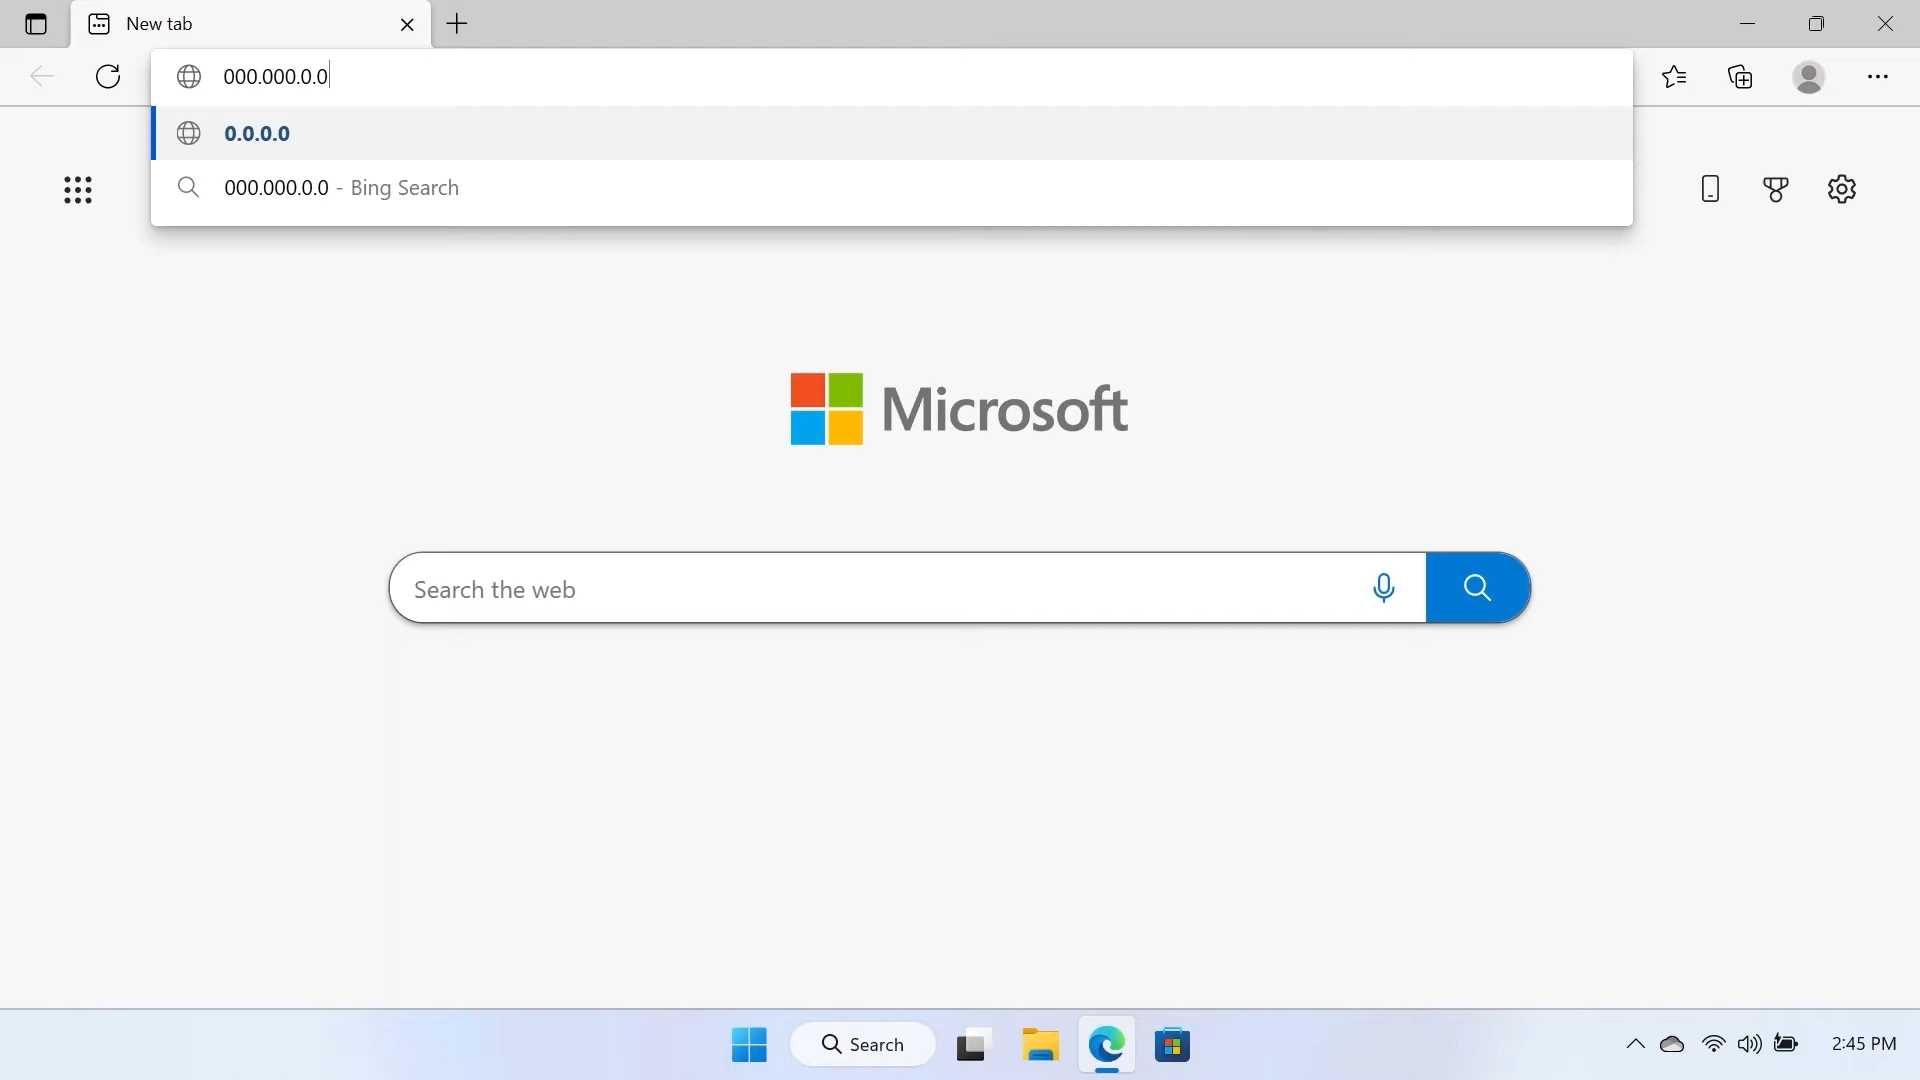 New tab
000.000.0.0
0.0.0.0
000.000.0.0 - Bing Search
Microsoft
Search the web
Search
2:45 PM